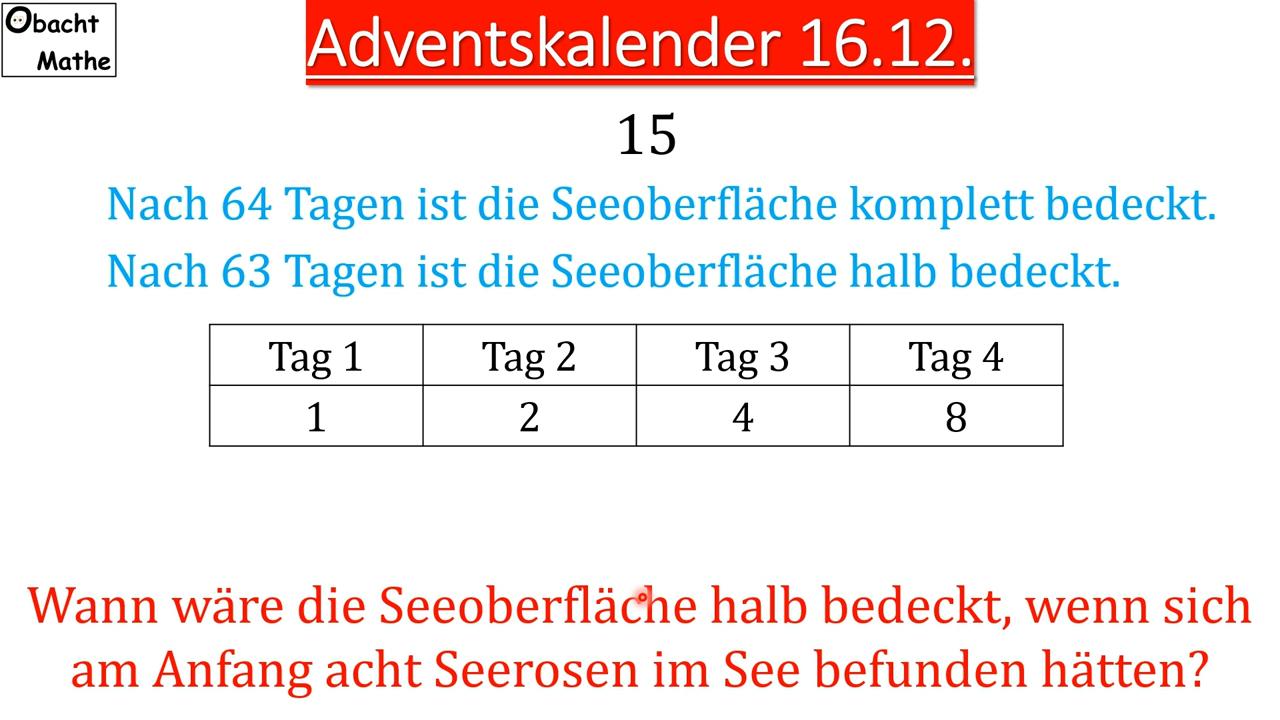 Obacht
Mathe
Adventskalender 16.12.
15
Nach 64 Tagen ist die Seeoberfläche komplett bedeckt.
Nach 63 Tagen ist die Seeoberfläche halb bedeckt.
Tag 1 Tag 2 Tag 3 Tag 4
1 2 4 8
Wann wäre die Seeoberfläche halb bedeckt, wenn sich
am Anfang acht Seerosen im See befunden hätten?